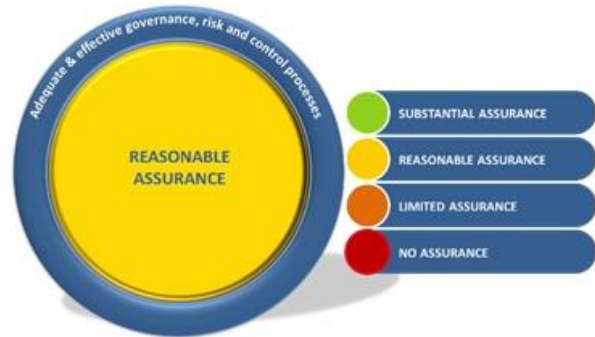 Adequate & effective governance, risk and control processes
REASONABLE
ASSURANCE
SUBSTANTIAL ASSURANCE
REASONABLE ASSURANCE
LIMITED ASSURANCE
NO ASSURANCE